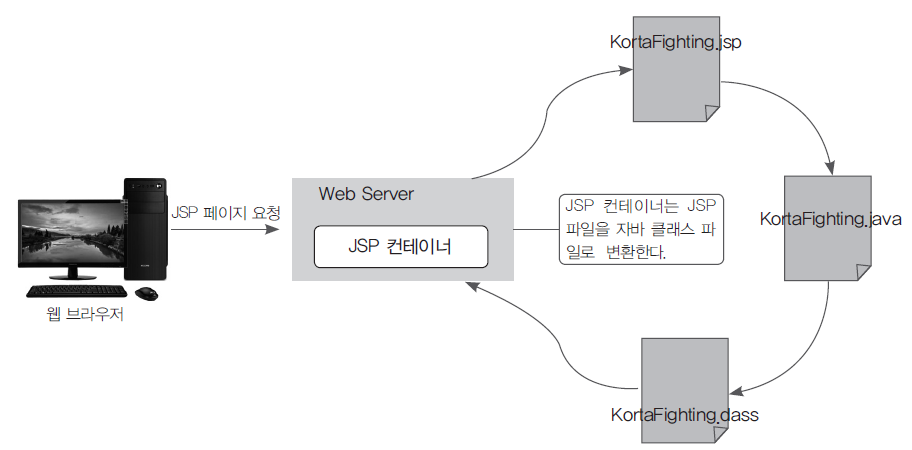 KortaFighting.jsp
Web Server
JSP 페이지 요청
JSP 컨테이너
JSP 컨테이너는 JSP
파일을 자바 클래스 파
일로 변환한다.
KortaFighting.java
웹 브라우저
KortaFighting.dass